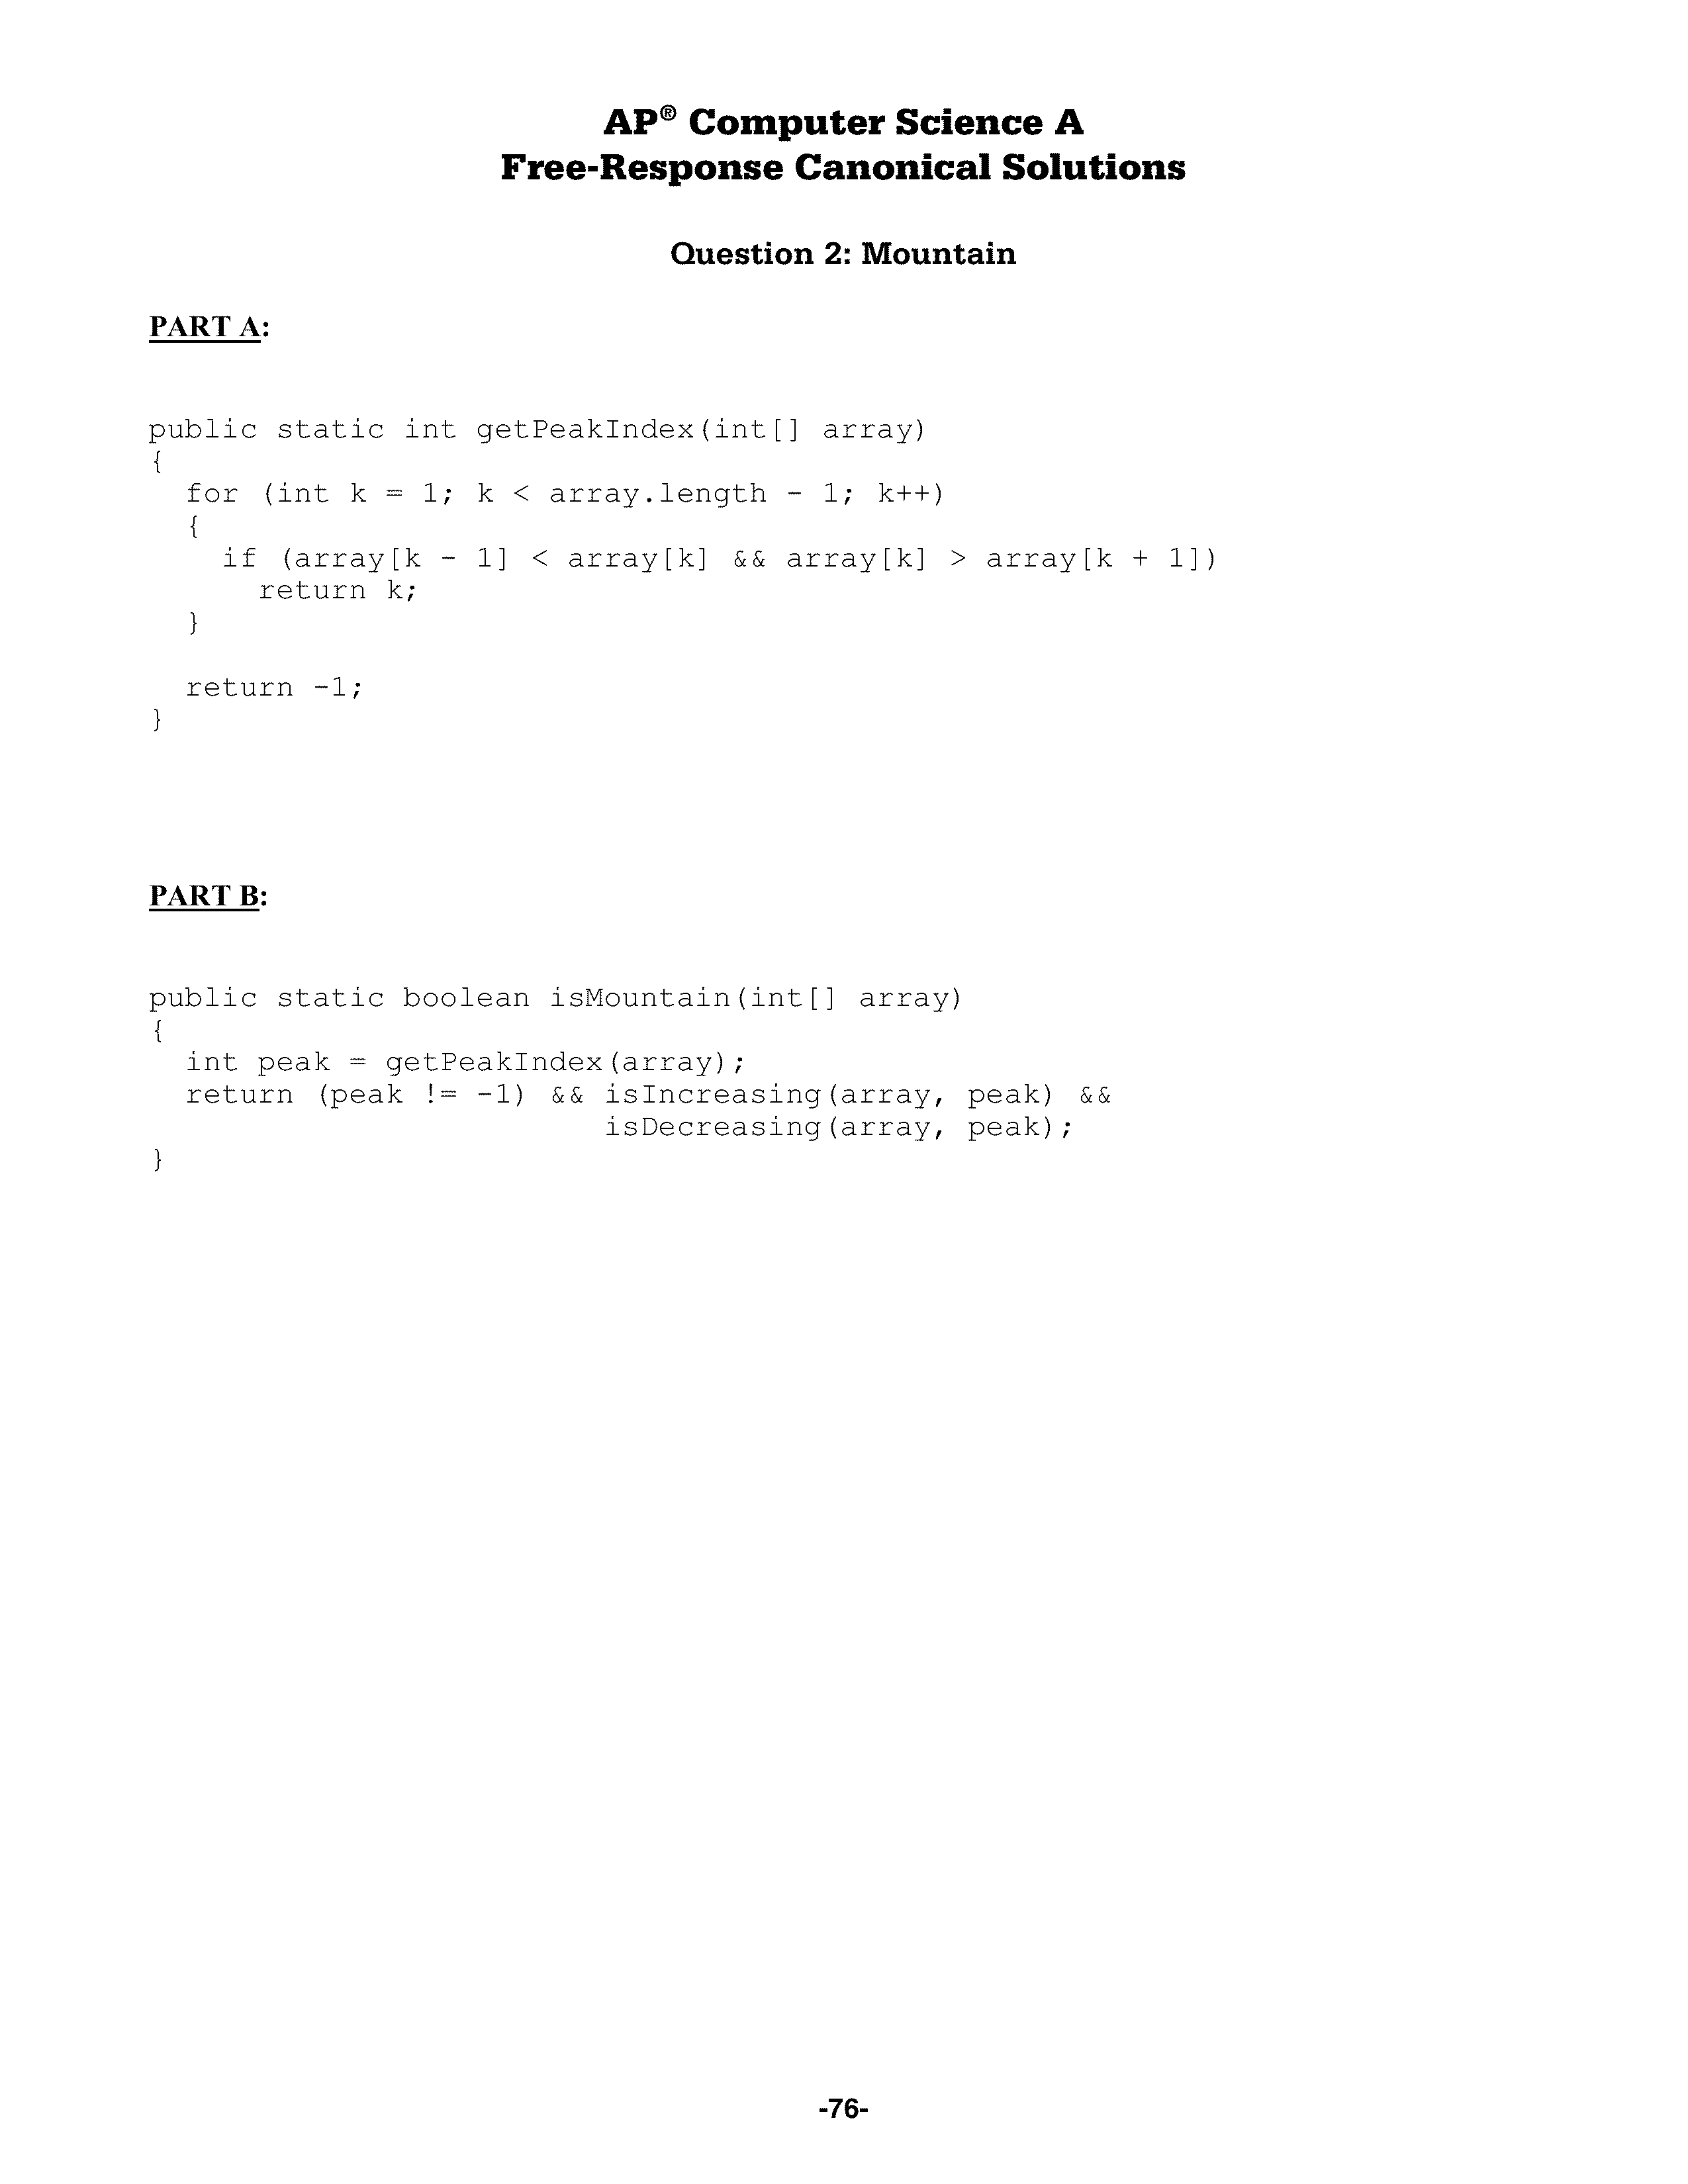 AP® Computer Science A
Free-Response Canonical Solutions
Question 2: Mountain
PART A:
public static int getPeakIndex(int[] array)
{
  for (int k = 1; k < array.length - 1; k++)
  {
    if (array[k - 1] < array[k] && array[k] > array[k + 1])
      return k;
  }
  return -1;
}
PART B:
public static boolean isMountain(int[] array)
{
  int peak = getPeakIndex(array);
  return (peak != -1) && isIncreasing(array, peak) &&
                         isDecreasing(array, peak);
}
-76-